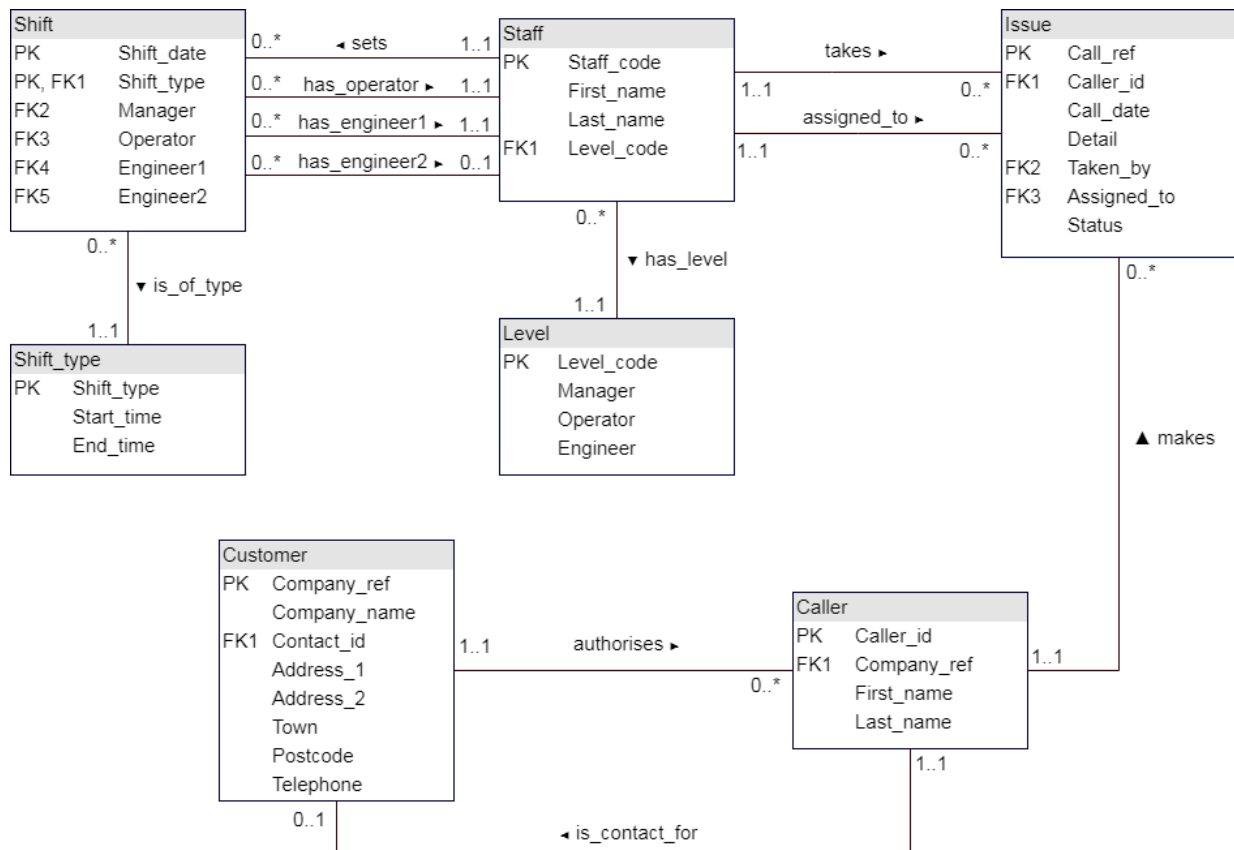 Shift
PK Shift_date
PK, FK1 Shift_type
FK2 Manager
FK3 Operator
FK4 Engineer1
FK5 Engineer2
0..* ◄ sets 1..1
0..* has_operator ► 1..1
0..* has_engineer1 ► 1..1
0..* has_engineer2 ► 0..1
Staff
PK Staff_code
First_name
Last_name
FK1 Level_code
takes ►
1..1 0..*
assigned_to ►
1..1 0..*
Issue
PK Call_ref
FK1 Caller_id
Call_date
Detail
FK2 Taken_by
FK3 Assigned_to
Status
0..*
▼ is_of_type
1..1
0..*
▼ has_level
1..1
0..*
▲ makes
Shift_type
PK Shift_type
Start_time
End_time
Level
PK Level_code
Manager
Operator
Engineer
Customer
PK Company_ref
Company_name
FK1 Contact_id
Address_1
Address_2
Town
Postcode
Telephone
1..1 authorises ► 0..*
Caller
PK Caller_id
FK1 Company_ref
First_name
Last_name
1..1
1..1
0..1 ◄ is_contact_for